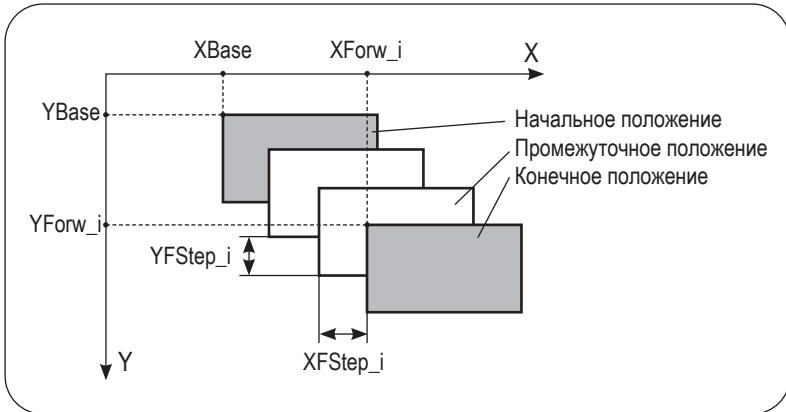 XBase
XForw_i
X
YBase
Начальное положение
Промежуточное положение
Конечное положение
YForw_i
YFStep_i
XFStep_i
Y